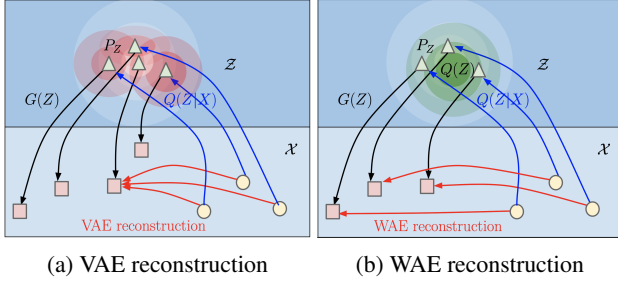 P_Z
𝒵
G(Z)
Q(Z|X)
𝒳
VAE reconstruction
(a) VAE reconstruction
P_Z
Q(Z)
𝒵
G(Z)
Q(Z|X)
𝒳
WAE reconstruction
(b) WAE reconstruction